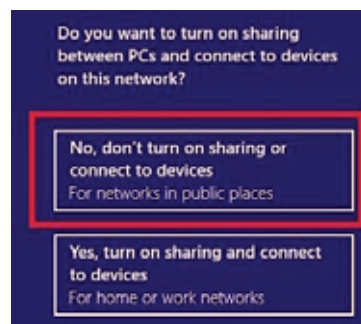 Do you want to turn on sharing
between PCs and connect to devices
on this network?
No, don't turn on sharing or
connect to devices
For networks in public places
Yes, turn on sharing and connect
to devices
For home or work networks